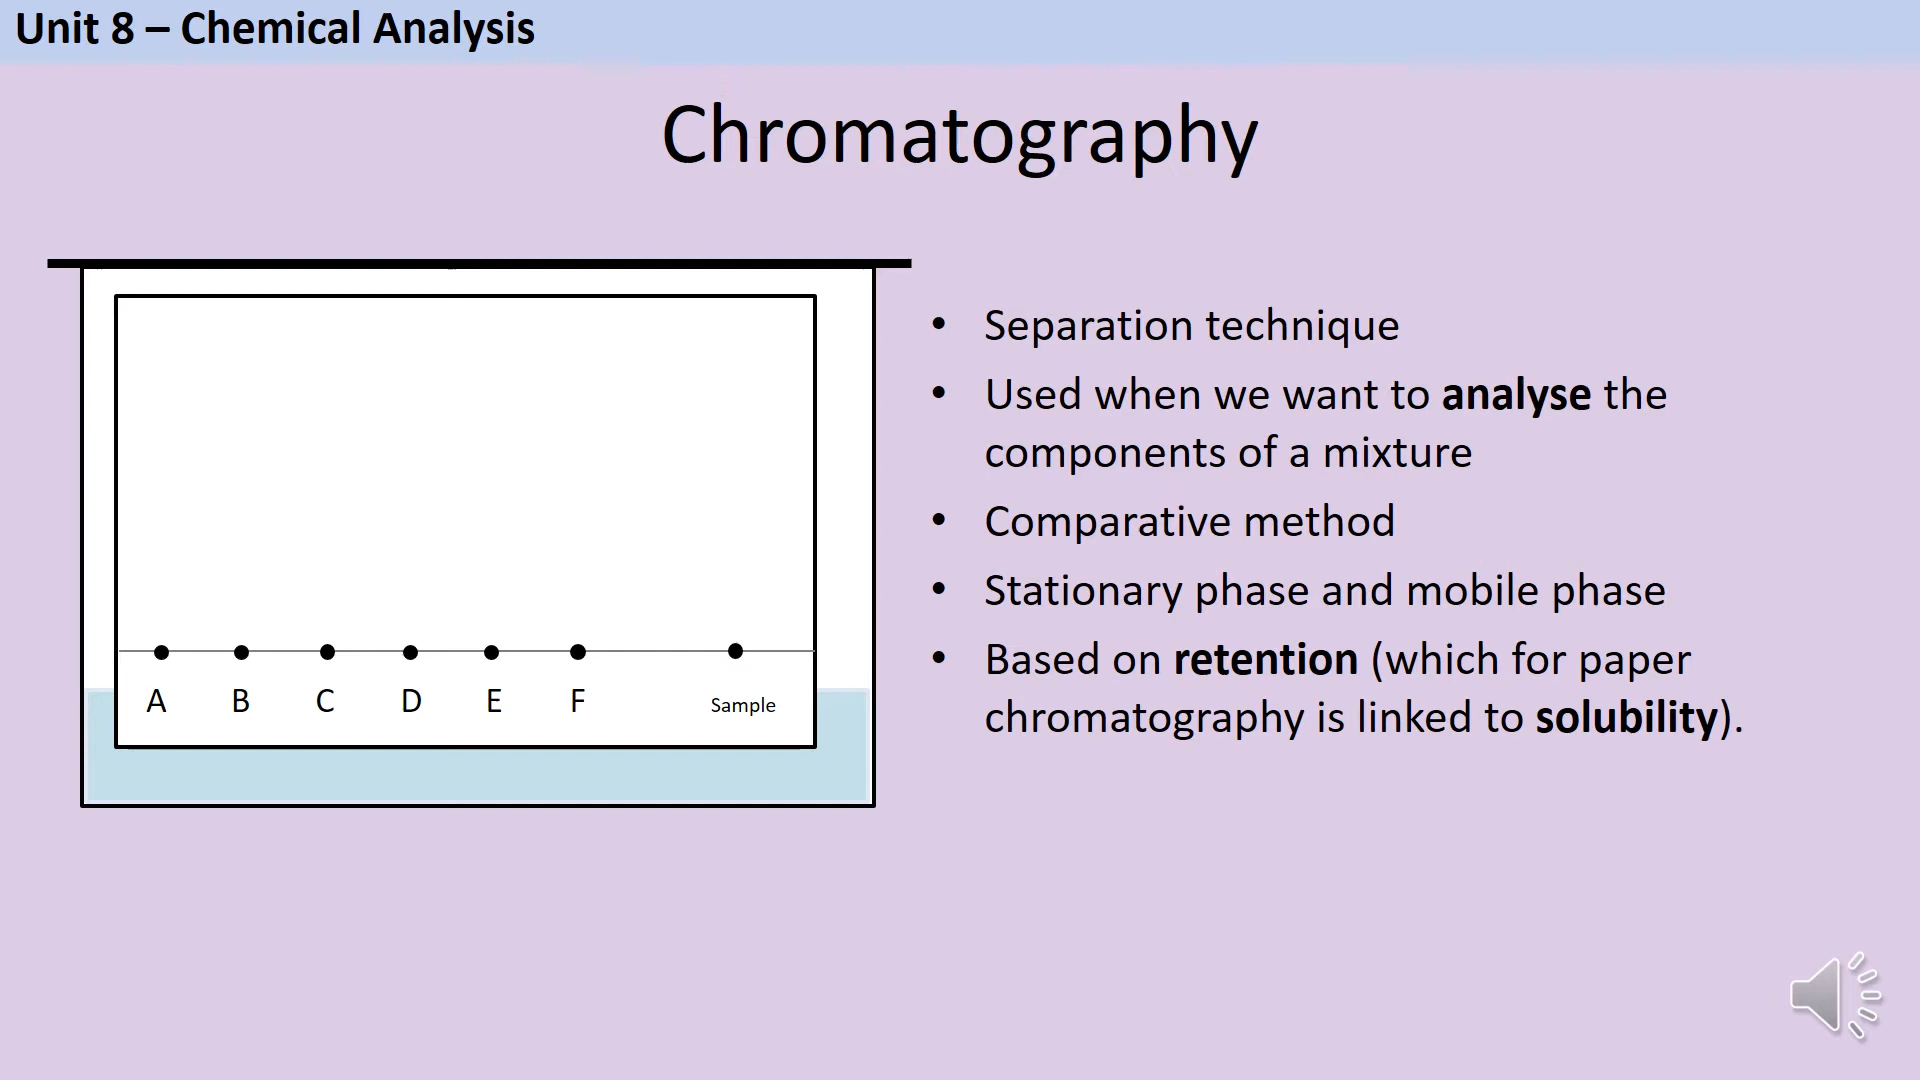 Unit 8 – Chemical Analysis
Chromatography
• Separation technique
• Used when we want to analyse the
components of a mixture
• Comparative method
• Stationary phase and mobile phase
• Based on retention (which for paper
chromatography is linked to solubility).
A B C D E F Sample